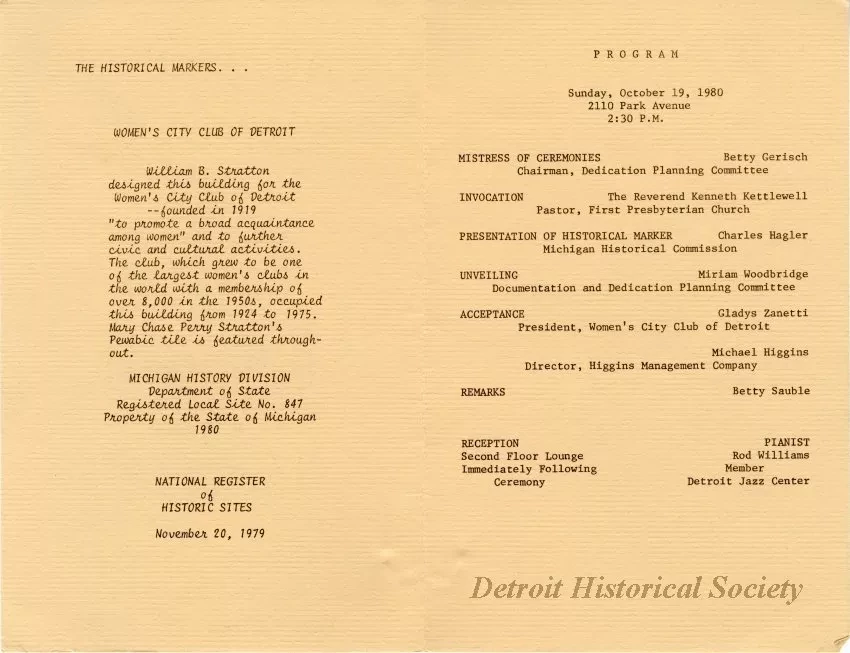 THE HISTORICAL MARKERS. . .
WOMEN'S CITY CLUB OF DETROIT
William B. Stratton
designed this building for the
Women's City Club of Detroit
--founded in 1919
"to promote a broad acquaintance
among women" and to further
civic and cultural activities.
The club, which grew to be one
of the largest women's clubs in
the world with a membership of
over 8,000 in the 1950s, occupied
this building from 1924 to 1975.
Mary Chase Perry Stratton's
Pewabic tile is featured through-
out.
MICHIGAN HISTORY DIVISION
Department of State
Registered Local Site No. 847
Property of the State of Michigan
1980
NATIONAL REGISTER
of
HISTORIC SITES
November 20, 1979
PROGRAM
Sunday, October 19, 1980
2110 Park Avenue
2:30 P.M.
MISTRESS OF CEREMONIES Betty Gerisch
Chairman, Dedication Planning Committee
INVOCATION The Reverend Kenneth Kettlewell
Pastor, First Presbyterian Church
PRESENTATION OF HISTORICAL MARKER Charles Hagler
Michigan Historical Commission
UNVEILING Miriam Woodbridge
Documentation and Dedication Planning Committee
ACCEPTANCE Gladys Zanetti
President, Women's City Club of Detroit
Michael Higgins
Director, Higgins Management Company
REMARKS Betty Sauble
RECEPTION PIANIST
Second Floor Lounge Rod Williams
Immediately Following Member
Ceremony Detroit Jazz Center
Detroit Historical Society